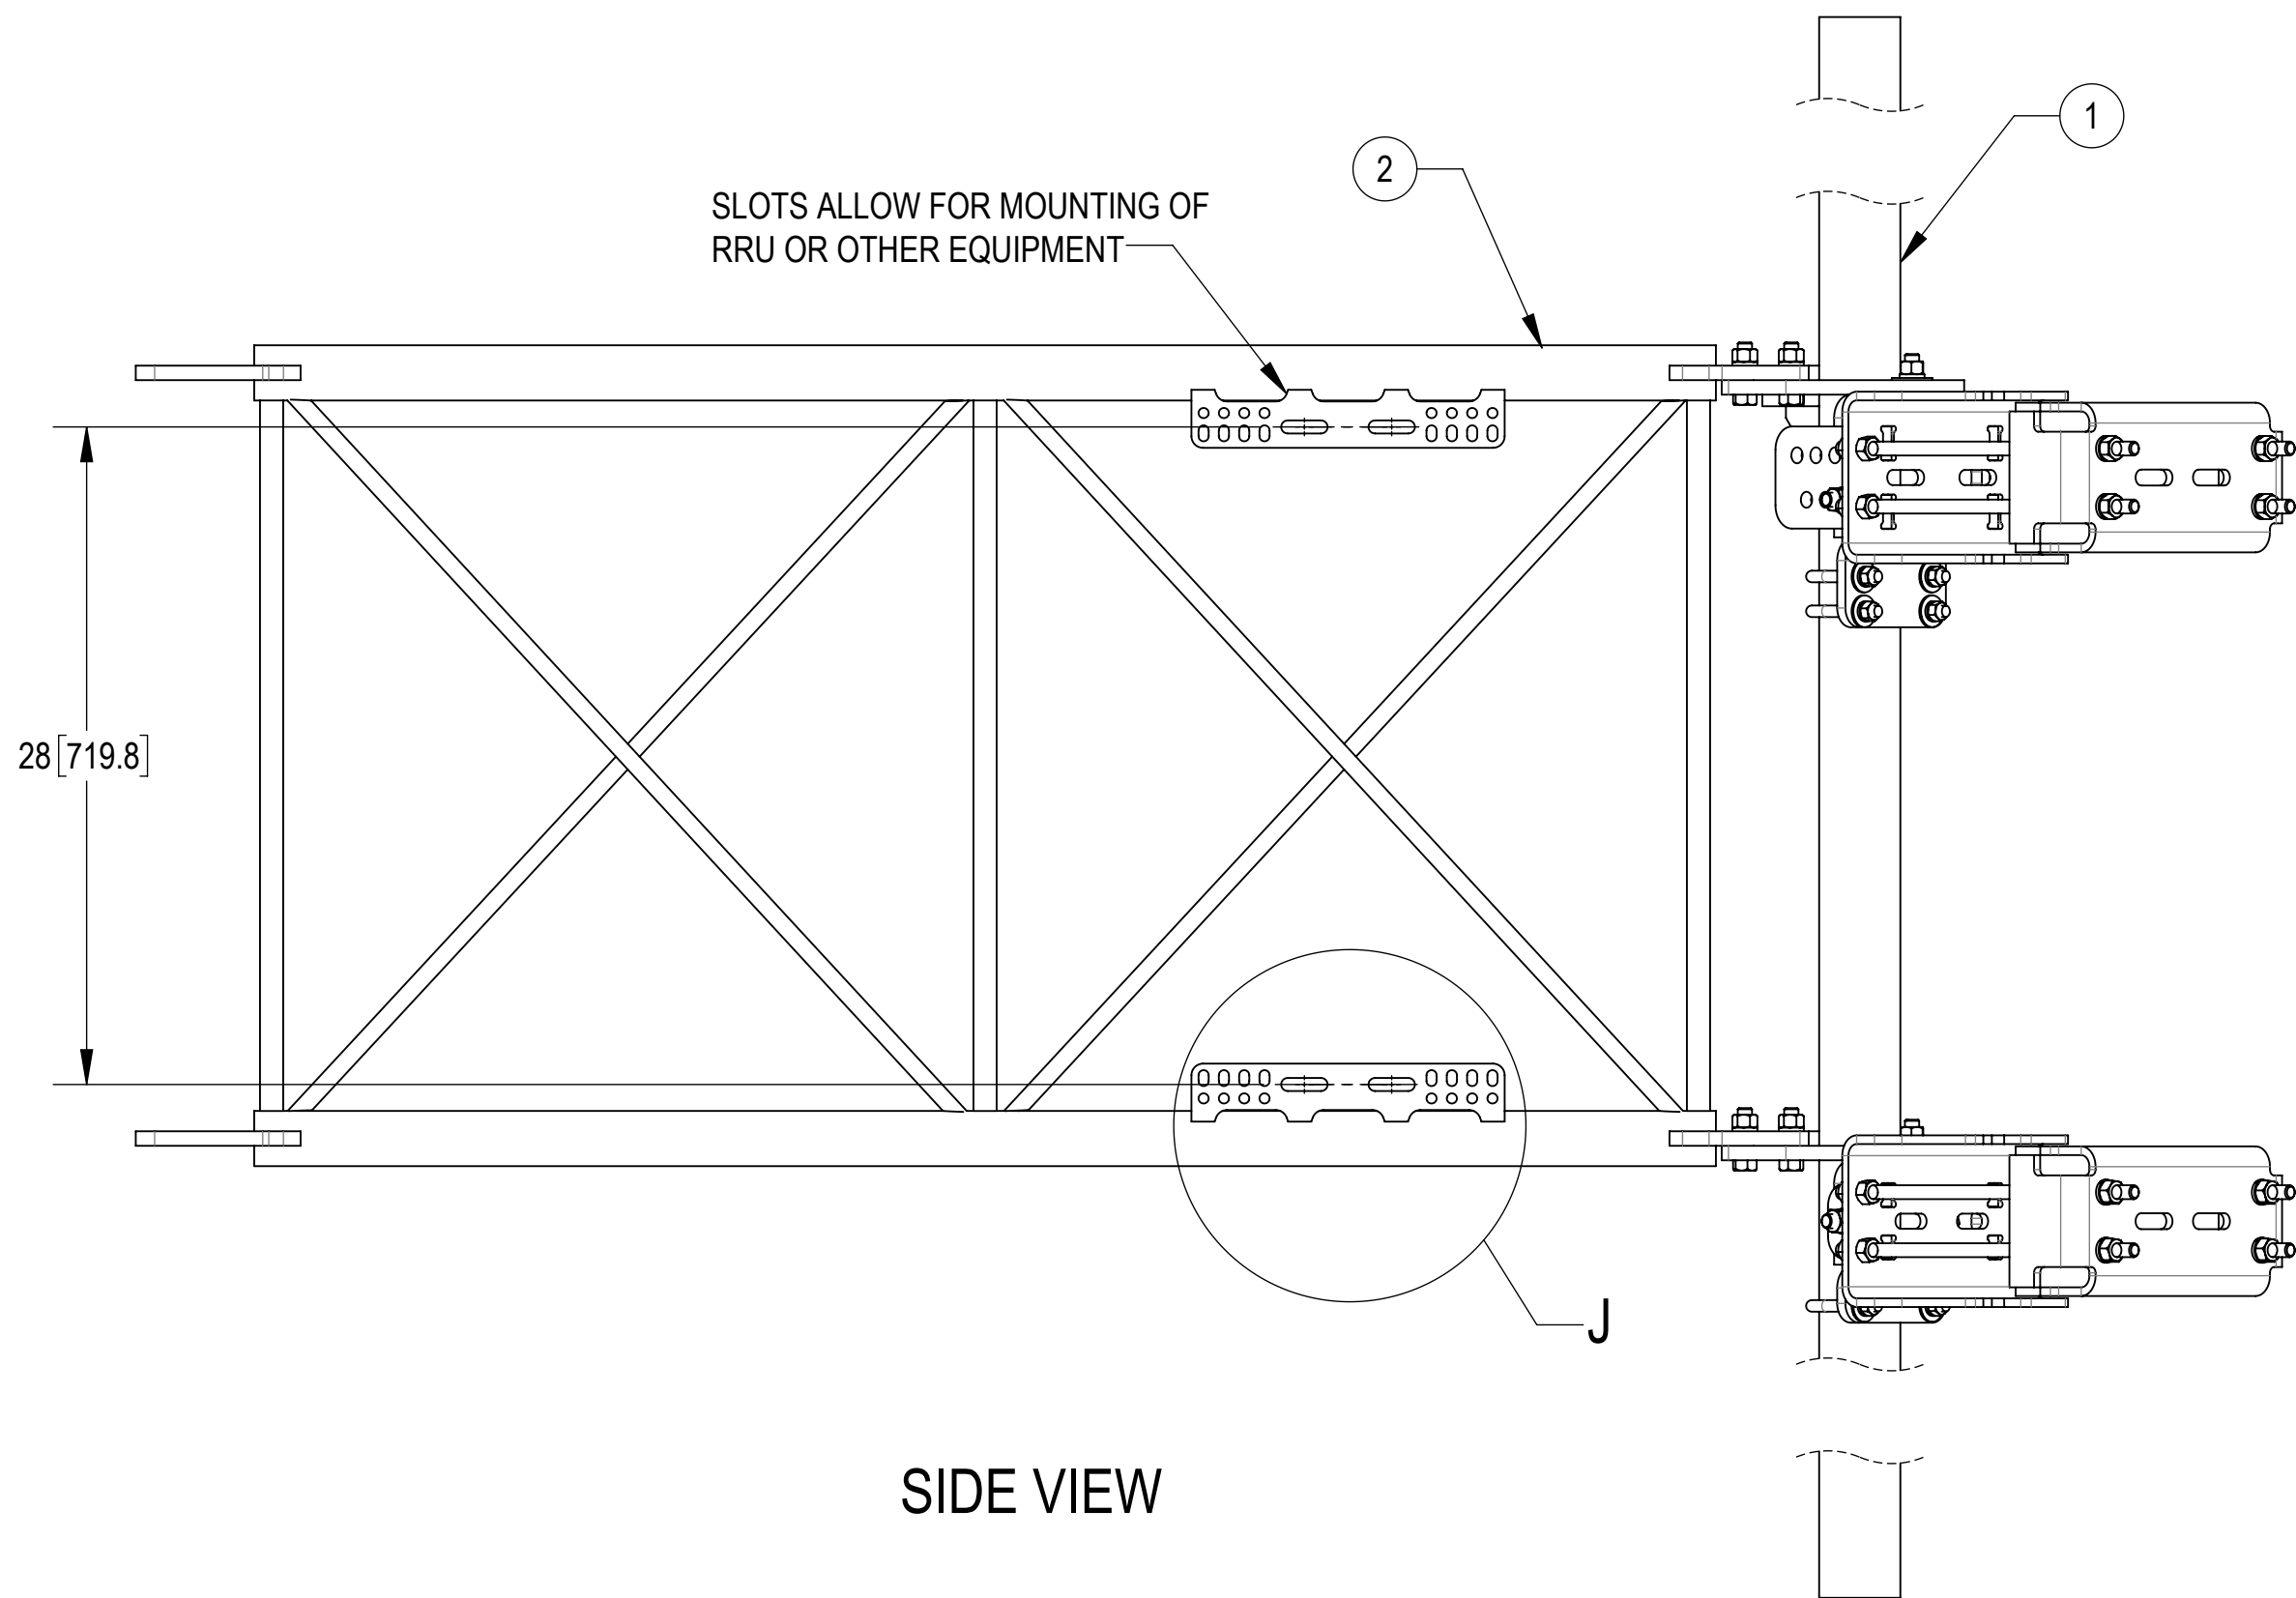 1
2
SLOTS ALLOW FOR MOUNTING OF
RRU OR OTHER EQUIPMENT
28[719.8]
J
SIDE VIEW